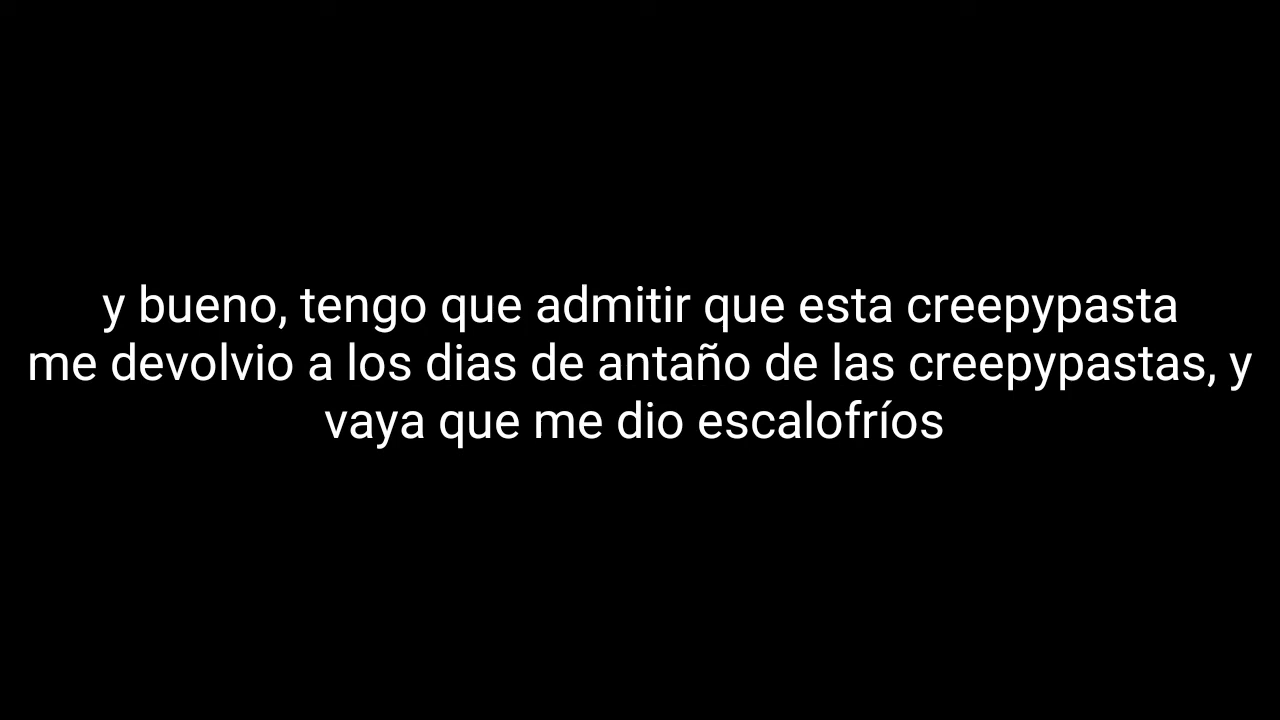 y bueno, tengo que admitir que esta creepypasta
me devolvio a los dias de antaño de las creepypastas, y
vaya que me dio escalofríos